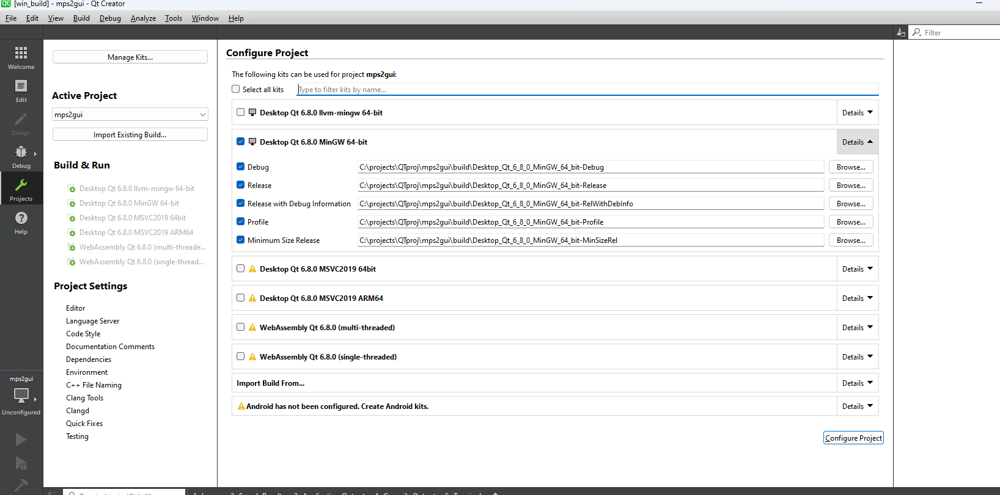 [win_build] - mps2gui - Qt Creator
File Edit View Build Debug Analyze Tools Window Help
Filter
Welcome
Edit
Design
Debug
Projects
Help
mps2gui
Unconfigured
Manage Kits...
Active Project
mps2gui
Import Existing Build...
Build & Run
Desktop Qt 6.8.0 llvm-mingw 64-bit
Desktop Qt 6.8.0 MinGW 64-bit
Desktop Qt 6.8.0 MSVC2019 64bit
Desktop Qt 6.8.0 MSVC2019 ARM64
WebAssembly Qt 6.8.0 (multi-threade...
WebAssembly Qt 6.8.0 (single-thread...
Project Settings
Editor
Language Server
Code Style
Documentation Comments
Dependencies
Environment
C++ File Naming
Clang Tools
Clangd
Quick Fixes
Testing
Configure Project
The following kits can be used for project mps2gui:
Select all kits Type to filter kits by name...
Desktop Qt 6.8.0 llvm-mingw 64-bit Details
Desktop Qt 6.8.0 MinGW 64-bit Details
Debug C:\projects\QTproj\mps2gui\build\Desktop_Qt_6_8_0_MinGW_64_bit-Debug Browse...
Release C:\projects\QTproj\mps2gui\build\Desktop_Qt_6_8_0_MinGW_64_bit-Release Browse...
Release with Debug Information C:\projects\QTproj\mps2gui\build\Desktop_Qt_6_8_0_MinGW_64_bit-RelWithDebInfo Browse...
Profile C:\projects\QTproj\mps2gui\build\Desktop_Qt_6_8_0_MinGW_64_bit-Profile Browse...
Minimum Size Release C:\projects\QTproj\mps2gui\build\Desktop_Qt_6_8_0_MinGW_64_bit-MinSizeRel Browse...
Desktop Qt 6.8.0 MSVC2019 64bit Details
Desktop Qt 6.8.0 MSVC2019 ARM64 Details
WebAssembly Qt 6.8.0 (multi-threaded) Details
WebAssembly Qt 6.8.0 (single-threaded) Details
Import Build From... Details
Android has not been configured. Create Android kits. Details
Configure Project